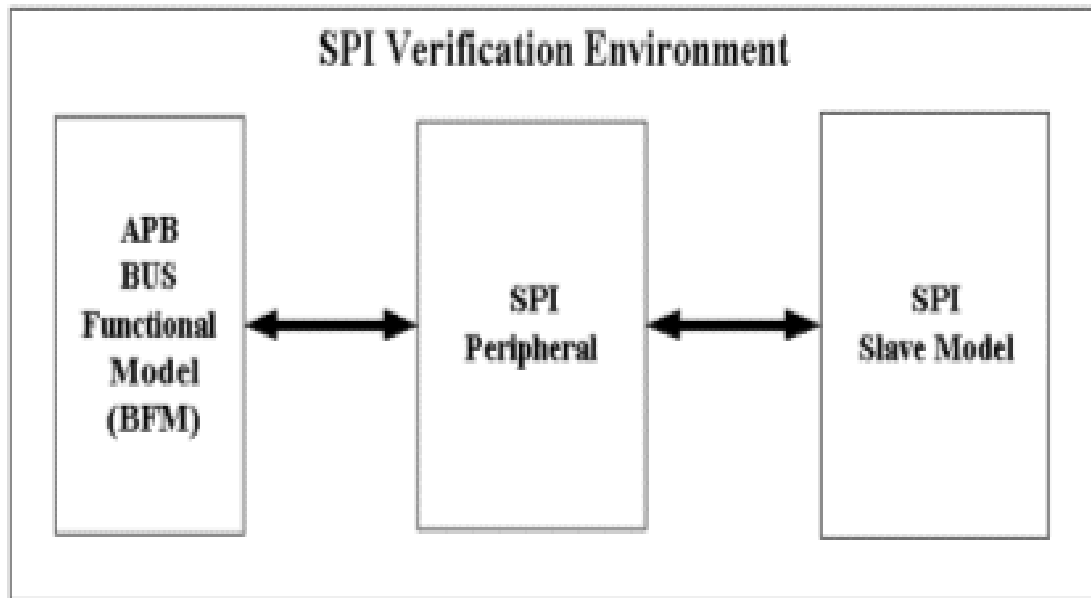 SPI Verification Environment
APB
BUS
Functional
Model
(BFM)
SPI
Peripheral
SPI
Slave Model